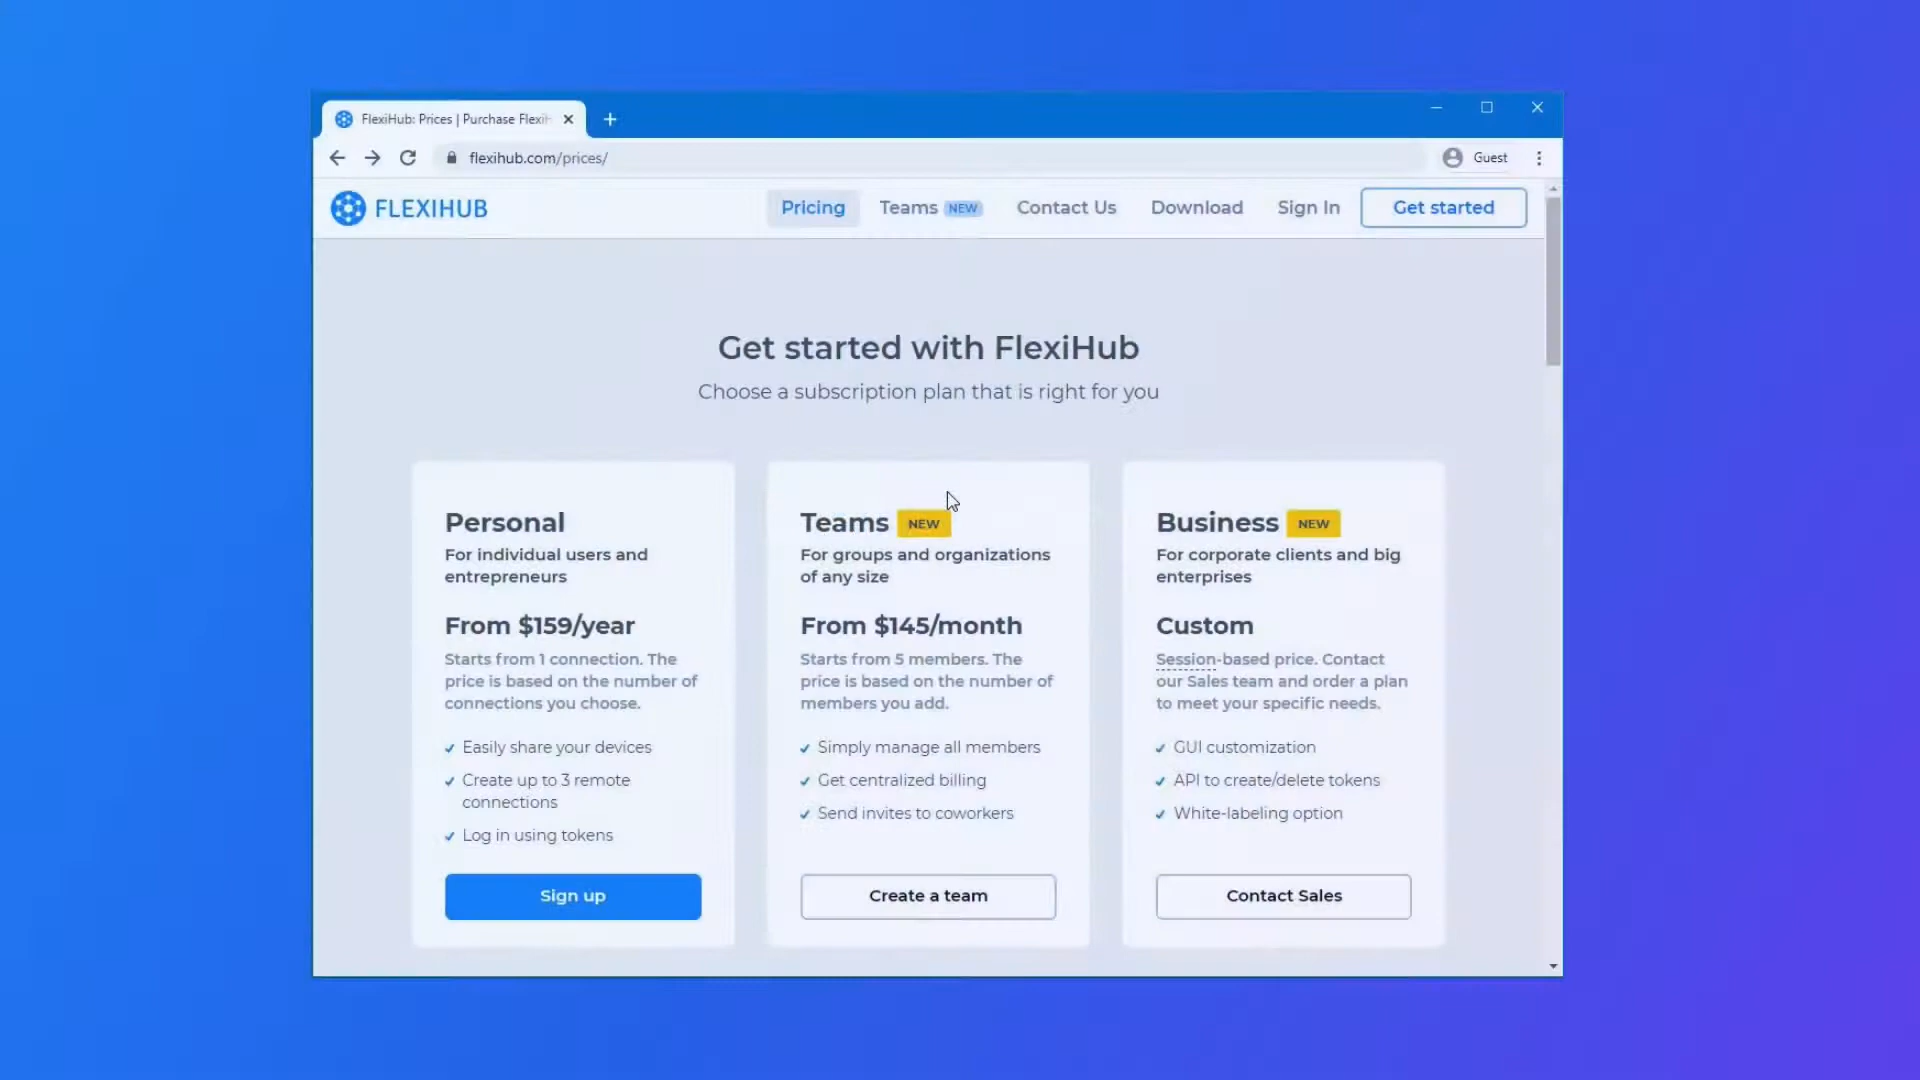 FlexiHub: Prices | Purchase Flexi
flexihub.com/prices/
Guest
FLEXIHUB
Pricing
Teams NEW
Contact Us
Download
Sign In
Get started
Get started with FlexiHub
Choose a subscription plan that is right for you
Personal
For individual users and
entrepreneurs
From $159/year
Starts from 1 connection. The
price is based on the number of
connections you choose.
Easily share your devices
Create up to 3 remote
connections
Log in using tokens
Sign up
Teams NEW
For groups and organizations
of any size
From $145/month
Starts from 5 members. The
price is based on the number of
members you add.
Simply manage all members
Get centralized billing
Send invites to coworkers
Create a team
Business NEW
For corporate clients and big
enterprises
Custom
Session-based price. Contact
our Sales team and order a plan
to meet your specific needs.
GUI customization
API to create/delete tokens
White-labeling option
Contact Sales